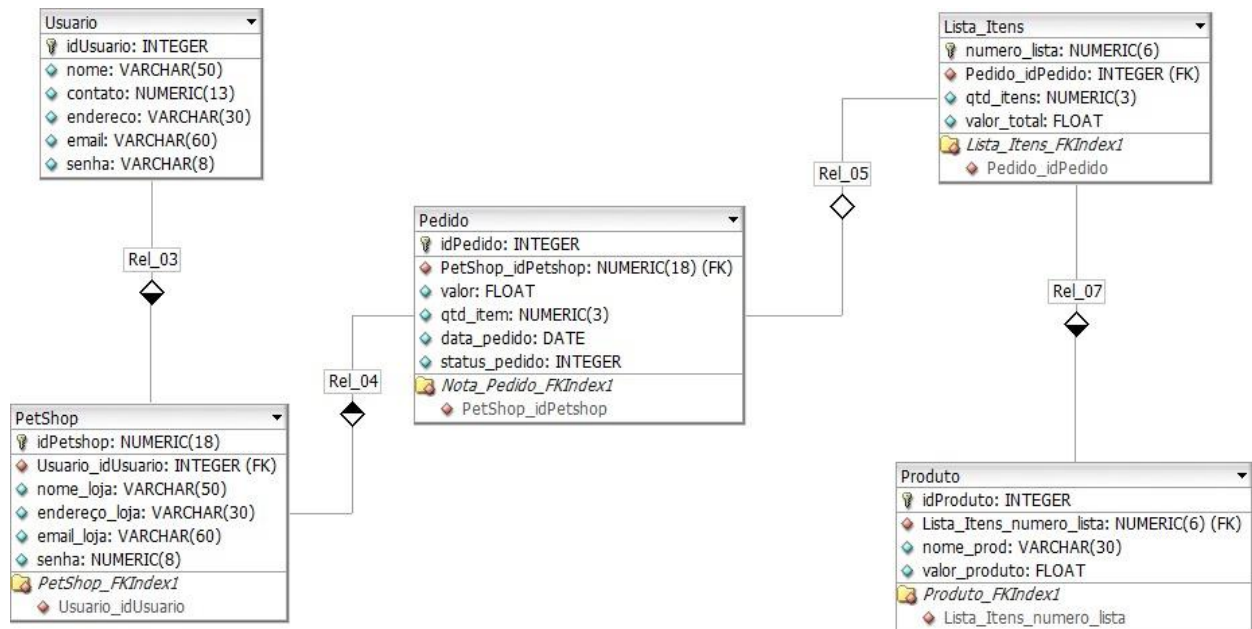 Usuario
idUsuario: INTEGER
nome: VARCHAR(50)
contato: NUMERIC(13)
endereco: VARCHAR(30)
email: VARCHAR(60)
senha: VARCHAR(8)
Rel_03
PetShop
idPetshop: NUMERIC(18)
Usuario_idUsuario: INTEGER (FK)
nome_loja: VARCHAR(50)
endereço_loja: VARCHAR(30)
email_loja: VARCHAR(60)
senha: NUMERIC(8)
PetShop_FKIndex1
Usuario_idUsuario
Rel_04
Pedido
idPedido: INTEGER
PetShop_idPetshop: NUMERIC(18) (FK)
valor: FLOAT
qtd_item: NUMERIC(3)
data_pedido: DATE
status_pedido: INTEGER
Nota_Pedido_FKIndex1
PetShop_idPetshop
Rel_05
Lista_Itens
numero_lista: NUMERIC(6)
Pedido_idPedido: INTEGER (FK)
qtd_itens: NUMERIC(3)
valor_total: FLOAT
Lista_Itens_FKIndex1
Pedido_idPedido
Rel_07
Produto
idProduto: INTEGER
Lista_Itens_numero_lista: NUMERIC(6) (FK)
nome_prod: VARCHAR(30)
valor_produto: FLOAT
Produto_FKIndex1
Lista_Itens_numero_lista